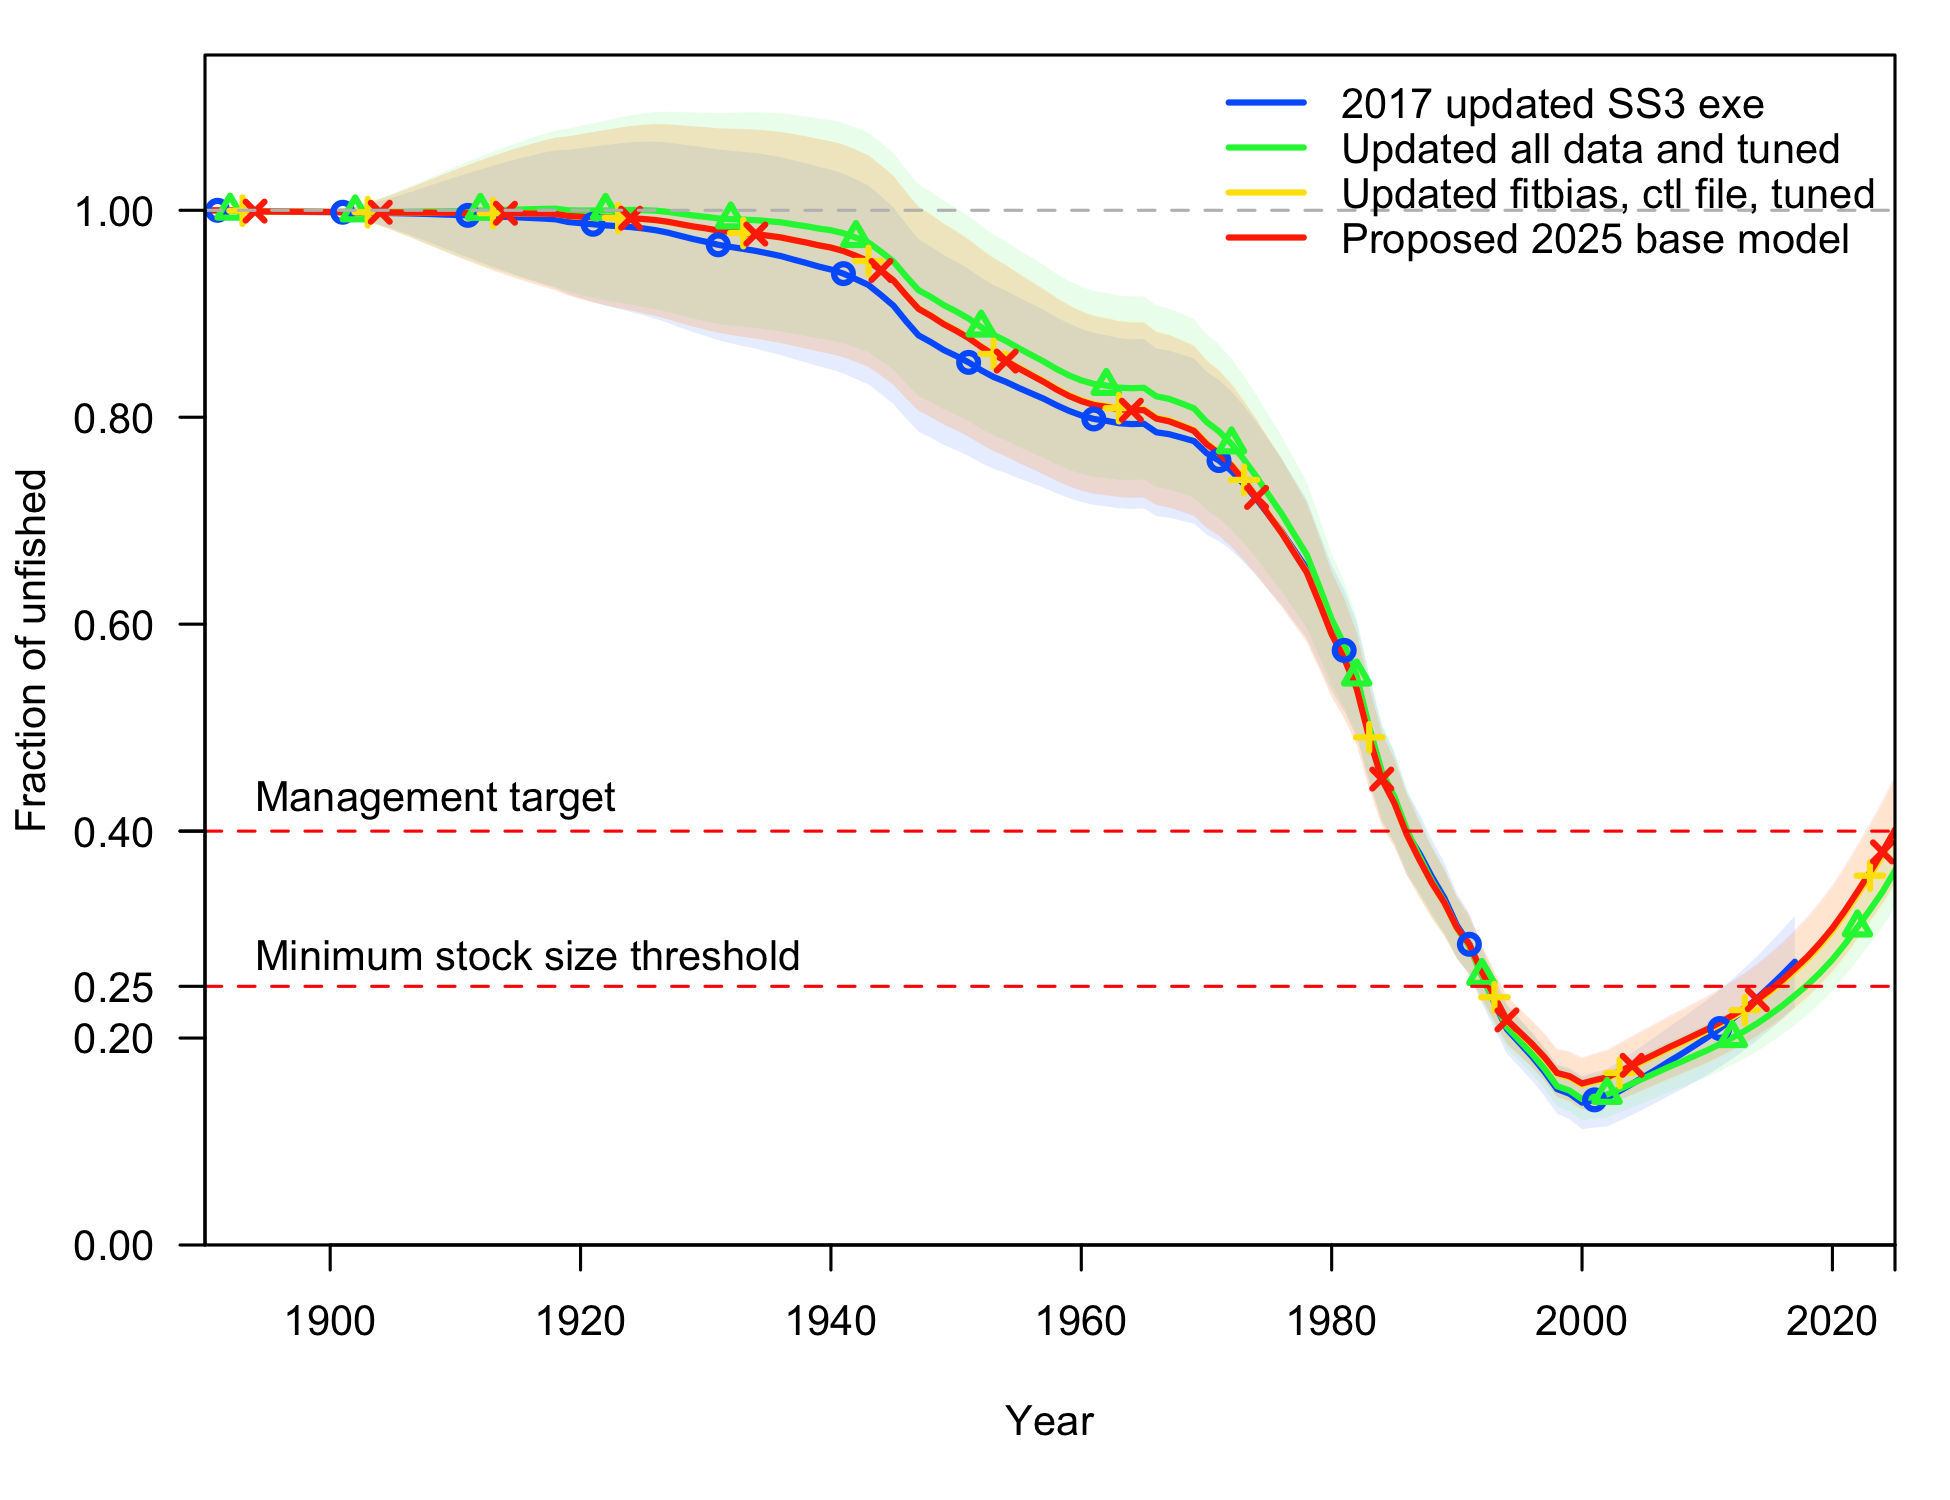 2017 updated SS3 exe
Updated all data and tuned
Updated fitbias, ctl file, tuned
Proposed 2025 base model
Fraction of unfished
1.00
0.80
0.60
0.40
0.25
0.20
0.00
Management target
Minimum stock size threshold
1900 1920 1940 1960 1980 2000 2020
Year